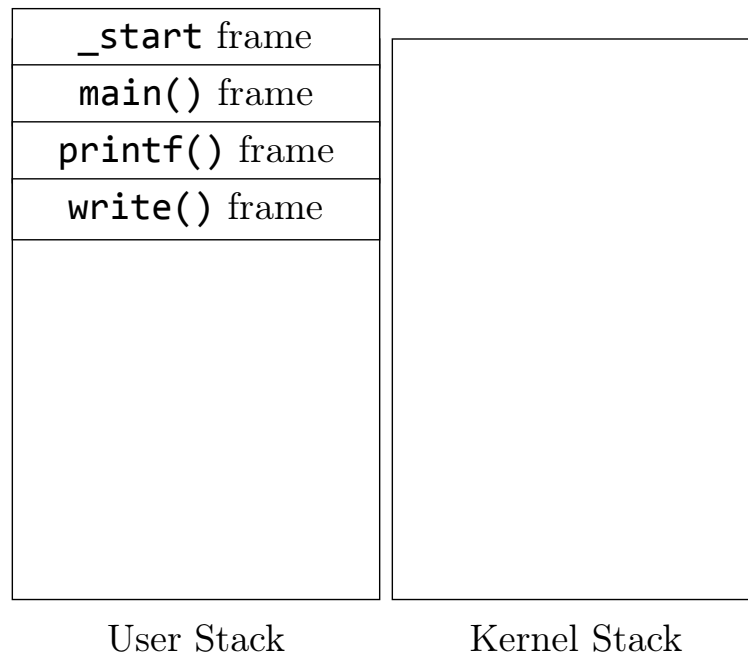 _start frame
main() frame
printf() frame
write() frame
User Stack
Kernel Stack